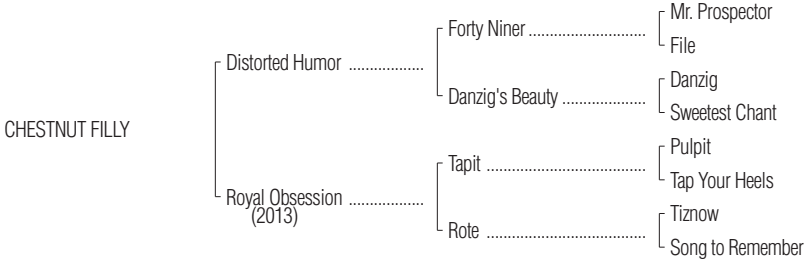 Mr. Prospector
Forty Niner ...........................
File
Distorted Humor ..................
Danzig
Danzig's Beauty ....................
Sweetest Chant
CHESTNUT FILLY
Pulpit
Tapit ......................................
Tap Your Heels
Royal Obsession ..................
(2013)
Tiznow
Rote ......................................
Song to Remember